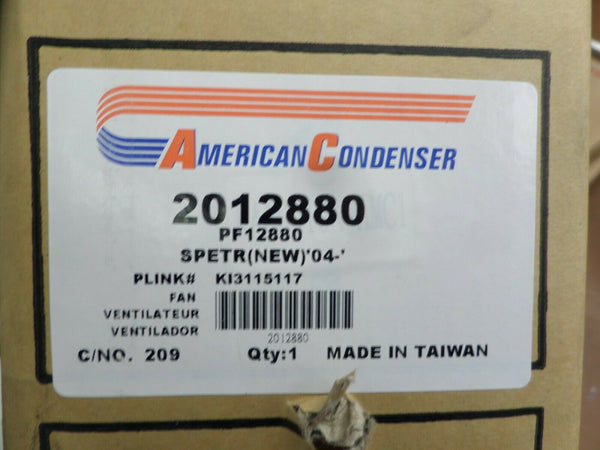 AMERICAN CONDENSER
2012880
PF12880
SPETR(NEW)'04-'
PLINK# KI3115117
FAN
VENTILATEUR
VENTILADOR
2012880
C/NO. 209 Qty:1 MADE IN TAIWAN